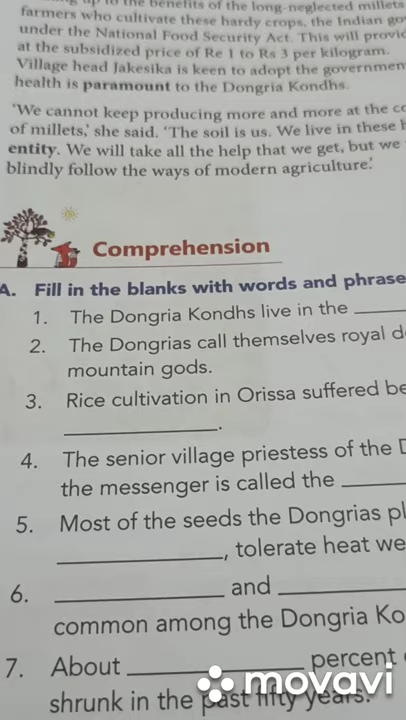 up to the benefits of the long-neglected millets
farmers who cultivate these hardy crops, the Indian
under the National Food Security Act. This will
at the subsidized price of Re 1 to Rs 3 per kilogram.
Village head Jakesika is keen to adopt the
health is paramount to the Dongria Kondhs.
'We cannot keep producing more and more at the
of millets,' she said. 'The soil is us. We live in these
entity. We will take all the help that we get, but we
blindly follow the ways of modern agriculture.'
Comprehension
A. Fill in the blanks with words and phrase
1. The Dongria Kondhs live in the ______
2. The Dongrias call themselves royal
mountain gods.
3. Rice cultivation in Orissa suffered be
______.
4. The senior village priestess of the D
the messenger is called the ______
5. Most of the seeds the Dongrias pl
______, tolerate heat we
6. ______ and ______
common among the Dongria Ko
7. About ______ percent
shrunk in the past fifty years.
movavi